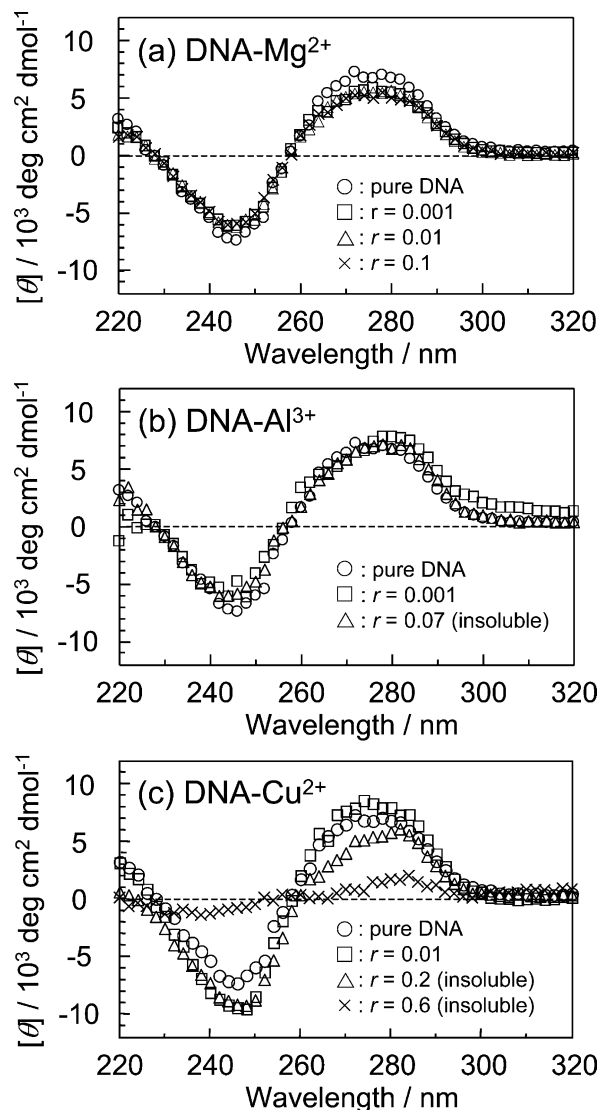 (a) DNA-Mg²⁺
[θ] / 10³ deg cm² dmol⁻¹
10
5
0
-5
-10
○ : pure DNA
□ : r = 0.001
△ : r = 0.01
× : r = 0.1
220 240 260 280 300 320
Wavelength / nm
(b) DNA-Al³⁺
[θ] / 10³ deg cm² dmol⁻¹
10
5
0
-5
-10
○ : pure DNA
□ : r = 0.001
△ : r = 0.07 (insoluble)
220 240 260 280 300 320
Wavelength / nm
(c) DNA-Cu²⁺
[θ] / 10³ deg cm² dmol⁻¹
10
5
0
-5
-10
○ : pure DNA
□ : r = 0.01
△ : r = 0.2 (insoluble)
× : r = 0.6 (insoluble)
220 240 260 280 300 320
Wavelength / nm